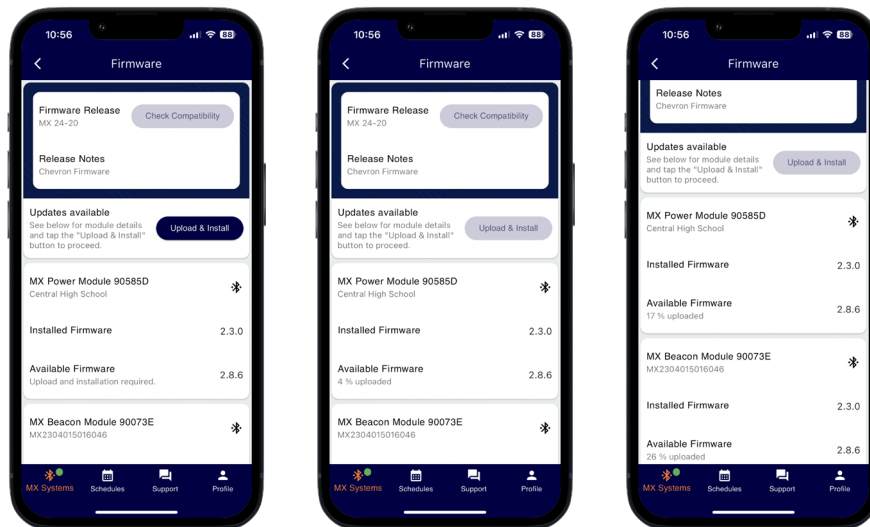 10:56
88
Firmware
Firmware Release
MX 24-20
Check Compatibility
Release Notes
Chevron Firmware
Updates available
See below for module details
and tap the "Upload & Install"
button to proceed.
Upload & Install
MX Power Module 90585D
Central High School
Installed Firmware
2.3.0
Available Firmware
Upload and installation required.
2.8.6
MX Beacon Module 90073E
MX2304015016046
MX Systems
Schedules
Support
Profile
10:56
88
Firmware
Firmware Release
MX 24-20
Check Compatibility
Release Notes
Chevron Firmware
Updates available
See below for module details
and tap the "Upload & Install"
button to proceed.
Upload & Install
MX Power Module 90585D
Central High School
Installed Firmware
2.3.0
Available Firmware
4 % uploaded
2.8.6
MX Beacon Module 90073E
MX2304015016046
MX Systems
Schedules
Support
Profile
10:56
88
Firmware
Release Notes
Chevron Firmware
Updates available
See below for module details
and tap the "Upload & Install"
button to proceed.
Upload & Install
MX Power Module 90585D
Central High School
Installed Firmware
2.3.0
Available Firmware
17 % uploaded
2.8.6
MX Beacon Module 90073E
MX2304015016046
Installed Firmware
2.3.0
Available Firmware
26 % uploaded
2.8.6
MX Systems
Schedules
Support
Profile